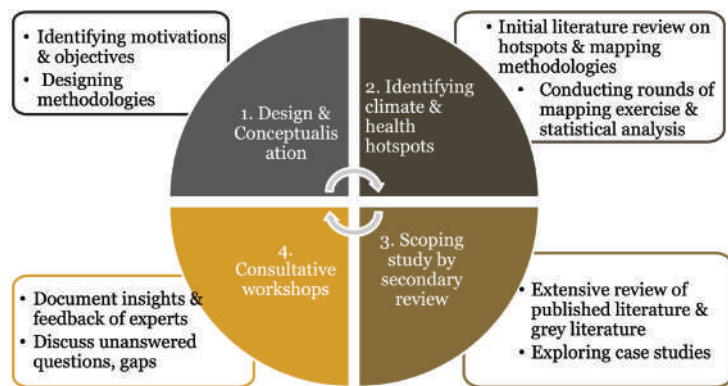 • Identifying motivations
& objectives
• Designing
methodologies
1. Design &
Conceptualis
ation
2. Identifying
climate &
health
hotspots
• Initial literature review on
hotspots & mapping
methodologies
• Conducting rounds of
mapping exercise &
statistical analysis
4.
Consultative
workshops
• Document insights &
feedback of experts
• Discuss unanswered
questions, gaps
3. Scoping
study by
secondary
review
• Extensive review of
published literature &
grey literature
• Exploring case studies